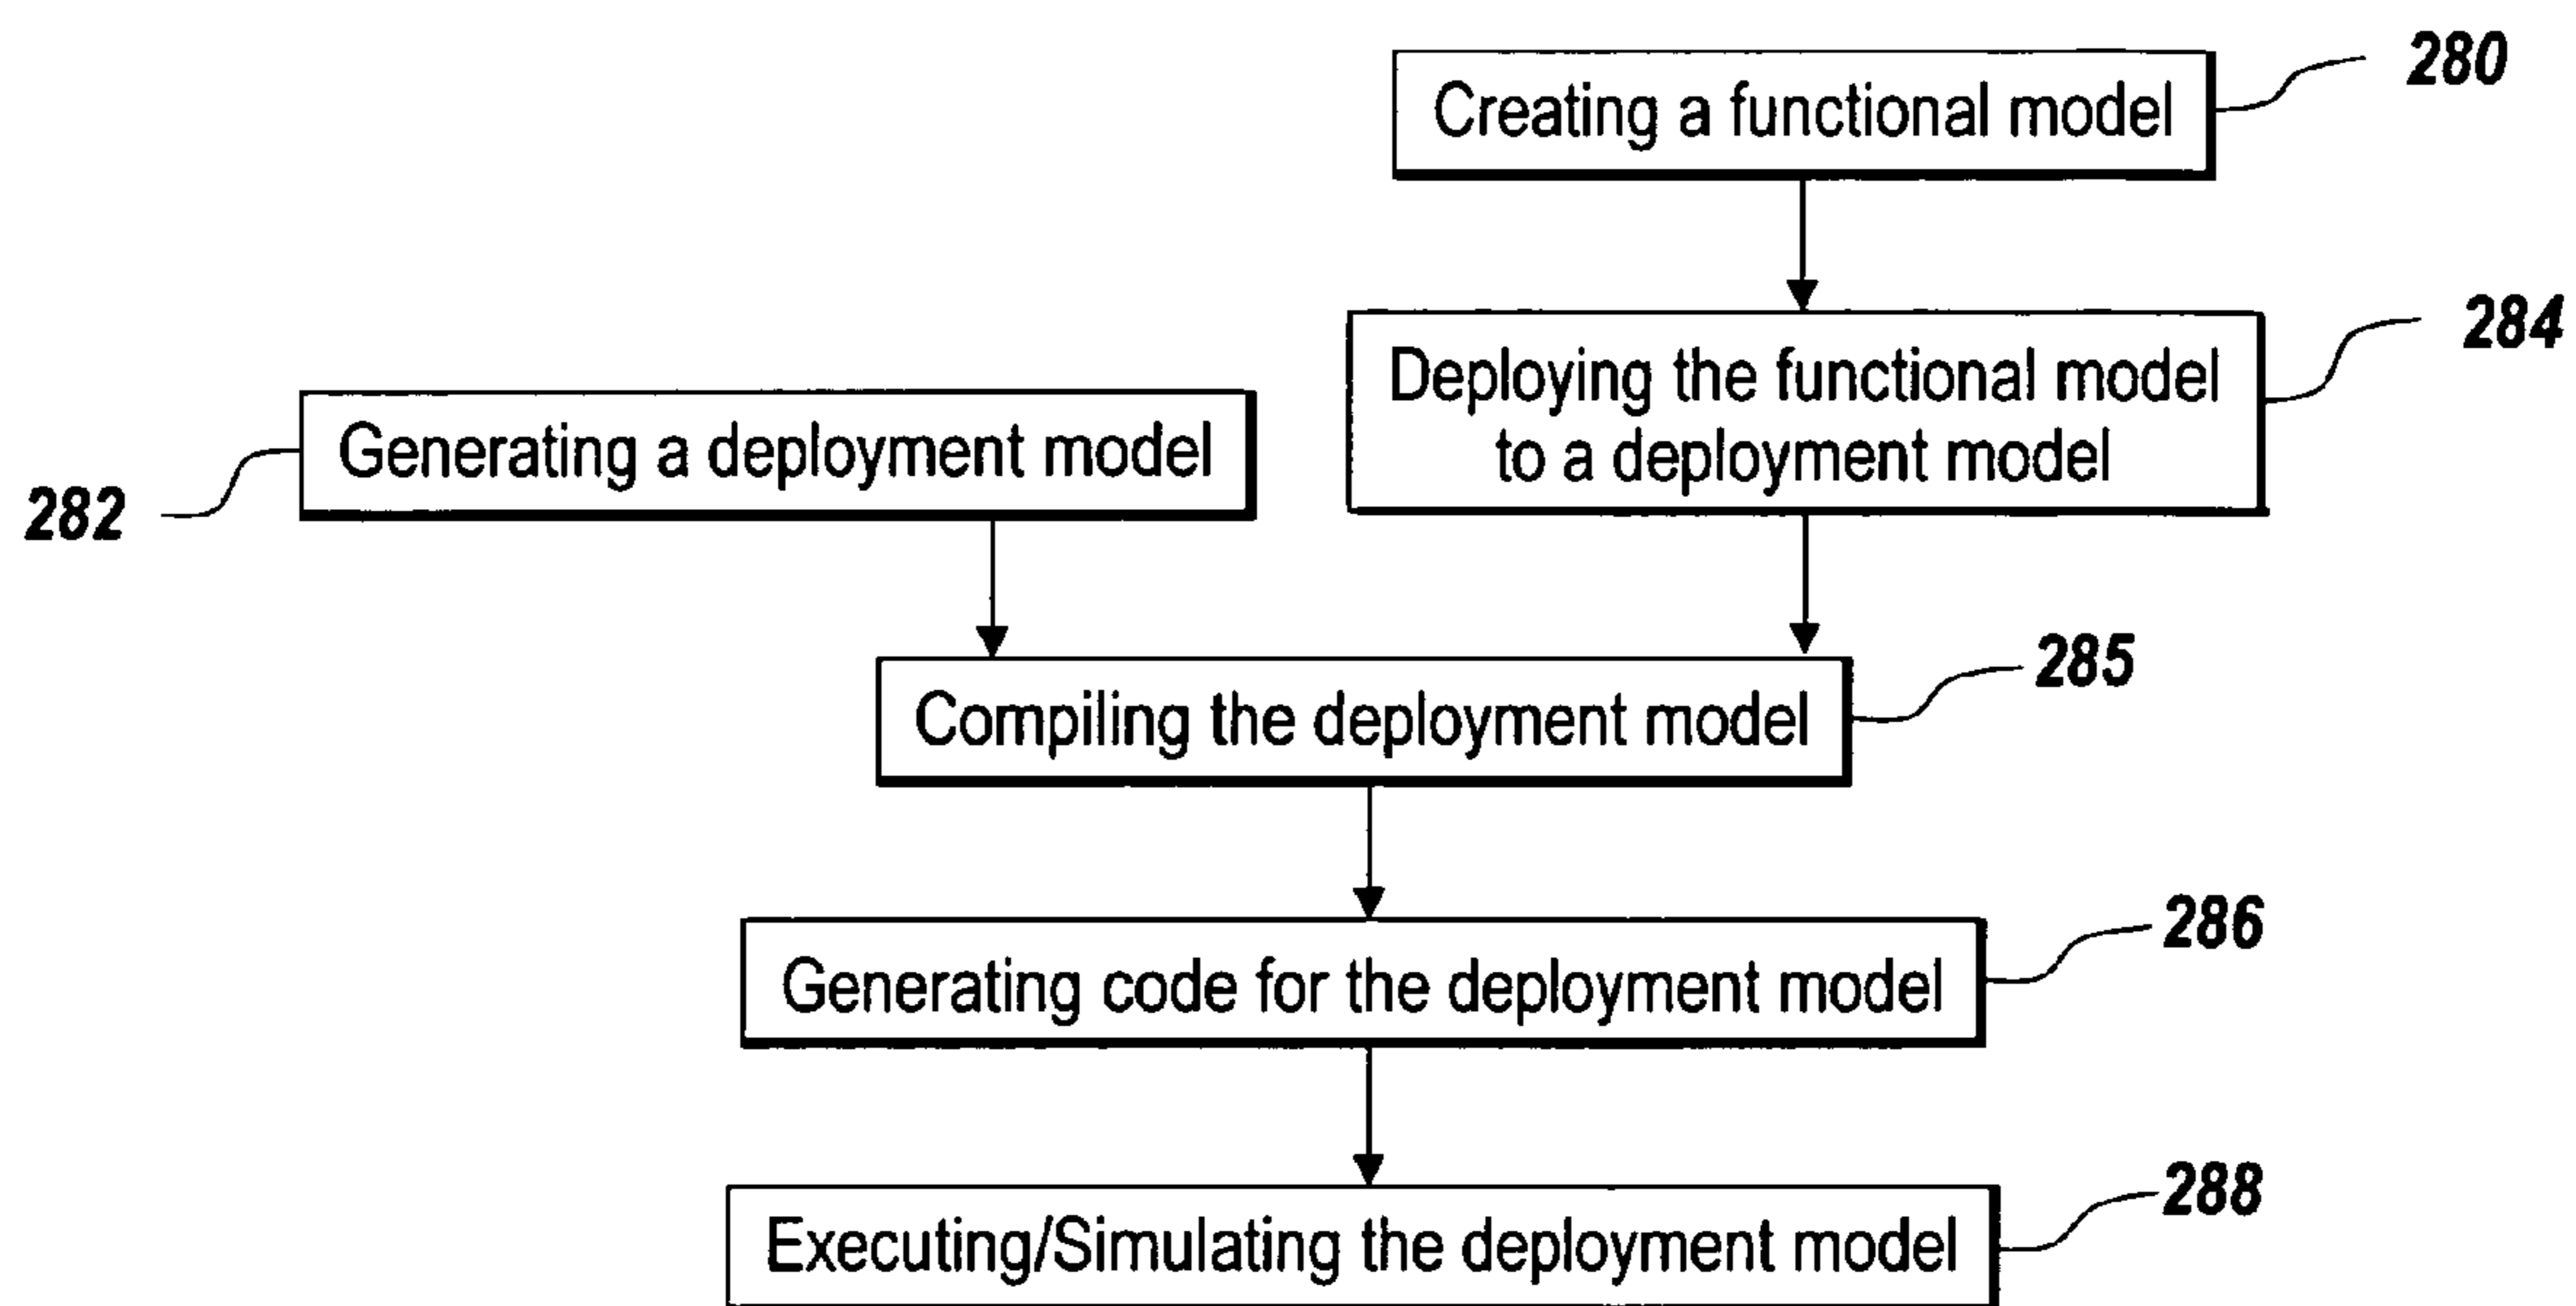 280
Creating a functional model
284
Deploying the functional model
to a deployment model
Generating a deployment model
282
285
Compiling the deployment model
286
Generating code for the deployment model
288
Executing/Simulating the deployment model